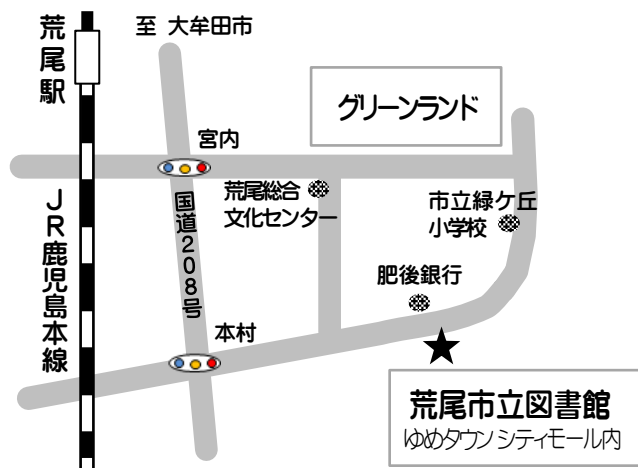 至 大牟田市
荒尾駅
グリーンランド
宮内
荒尾総合
文化センター
市立緑ケ丘
小学校
国道208号
JR鹿児島本線
肥後銀行
本村
荒尾市立図書館
ゆめタウンシティモール内